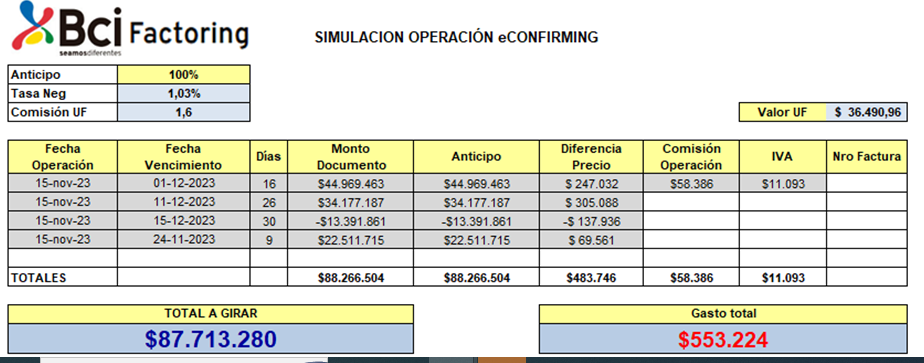 Bci Factoring
seamosdiferentes
SIMULACION OPERACIÓN eCONFIRMING
Anticipo 100%
Tasa Neg 1,03%
Comisión UF 1,6
Valor UF $ 36.490,96
Fecha Operación Fecha Vencimiento Días Monto Documento Anticipo Diferencia Precio Comisión Operación IVA Nro Factura
15-nov-23 01-12-2023 16 $44.969.463 $44.969.463 $ 247.032 $58.386 $11.093
15-nov-23 11-12-2023 26 $34.177.187 $34.177.187 $ 305.088
15-nov-23 15-12-2023 30 -$13.391.861 -$13.391.861 -$ 137.936
15-nov-23 24-11-2023 9 $22.511.715 $22.511.715 $ 69.561
TOTALES $88.266.504 $88.266.504 $483.746 $58.386 $11.093
TOTAL A GIRAR
$87.713.280
Gasto total
$553.224